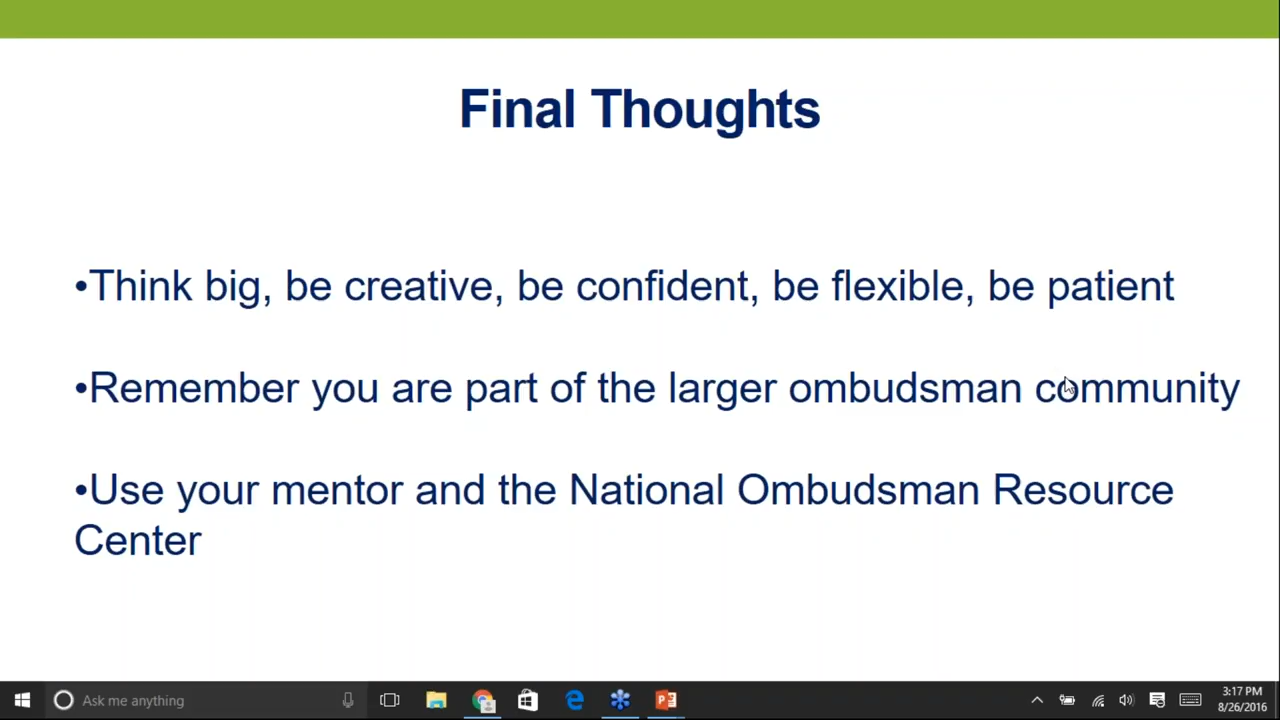 Final Thoughts
•Think big, be creative, be confident, be flexible, be patient
•Remember you are part of the larger ombudsman community
•Use your mentor and the National Ombudsman Resource
Center
Ask me anything
3:17 PM
8/26/2016